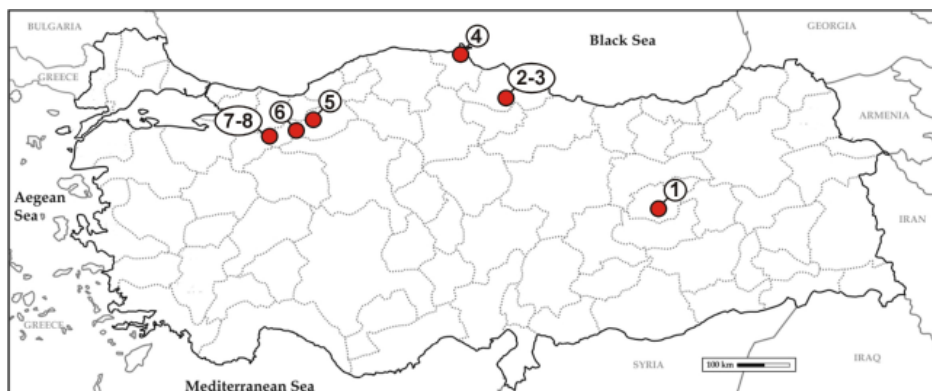 BULGARIA
Black Sea
GEORGIA
4
GREECE
2-3
5
6
7-8
ARMENIA
1
Aegean
Sea
IRAN
GREECE
SYRIA
100 km
IRAQ
Mediterranean Sea